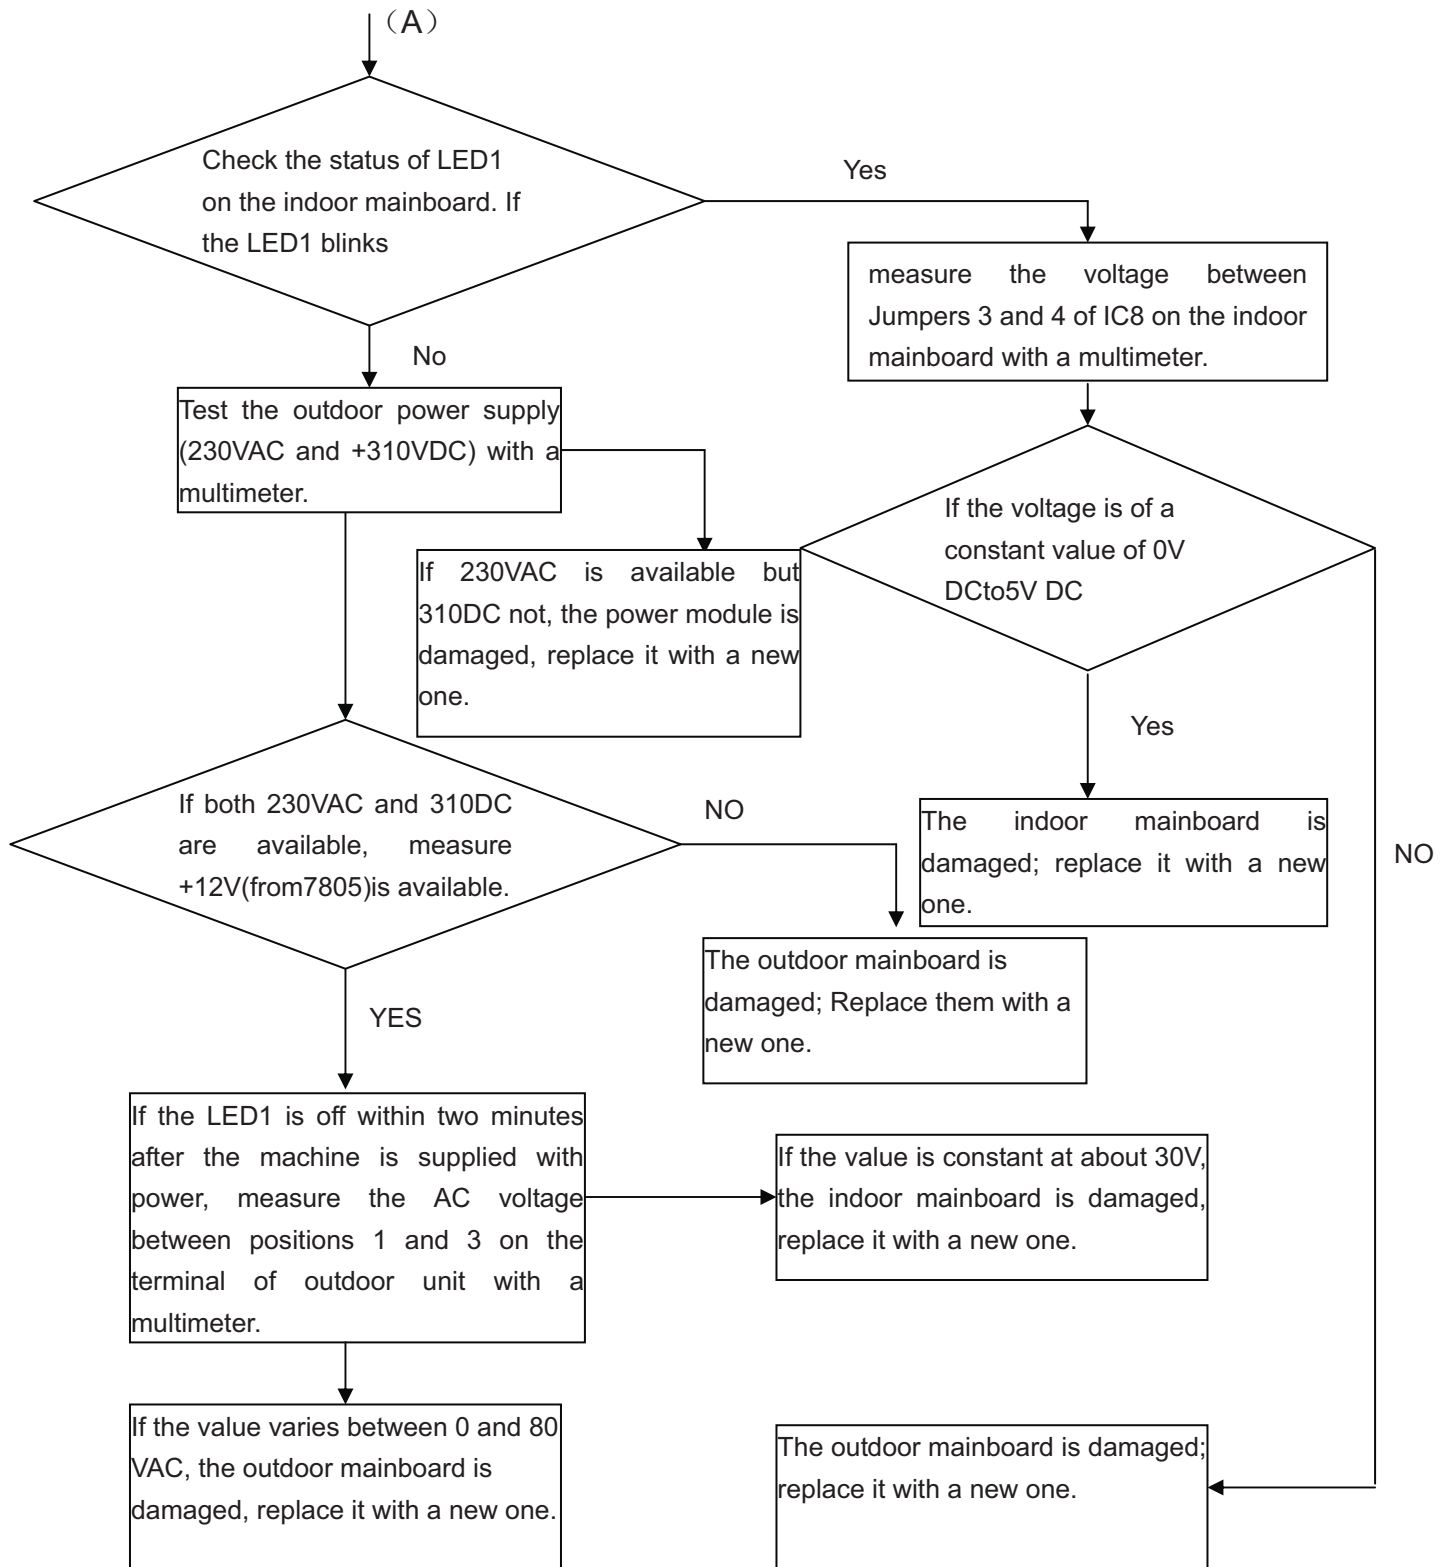 （A）
Check the status of LED1
on the indoor mainboard. If
the LED1 blinks
Yes
measure the voltage between
Jumpers 3 and 4 of IC8 on the indoor
mainboard with a multimeter.
No
Test the outdoor power supply
(230VAC and +310VDC) with a
multimeter.
If the voltage is of a
constant value of 0V
DCto5V DC
If 230VAC is available but
310DC not, the power module is
damaged, replace it with a new
one.
Yes
If both 230VAC and 310DC
are available, measure
+12V(from7805)is available.
NO
The indoor mainboard is
damaged; replace it with a new
one.
NO
The outdoor mainboard is
damaged; Replace them with a
new one.
YES
If the LED1 is off within two minutes
after the machine is supplied with
power, measure the AC voltage
between positions 1 and 3 on the
terminal of outdoor unit with a
multimeter.
If the value is constant at about 30V,
the indoor mainboard is damaged,
replace it with a new one.
If the value varies between 0 and 80
VAC, the outdoor mainboard is
damaged, replace it with a new one.
The outdoor mainboard is damaged;
replace it with a new one.